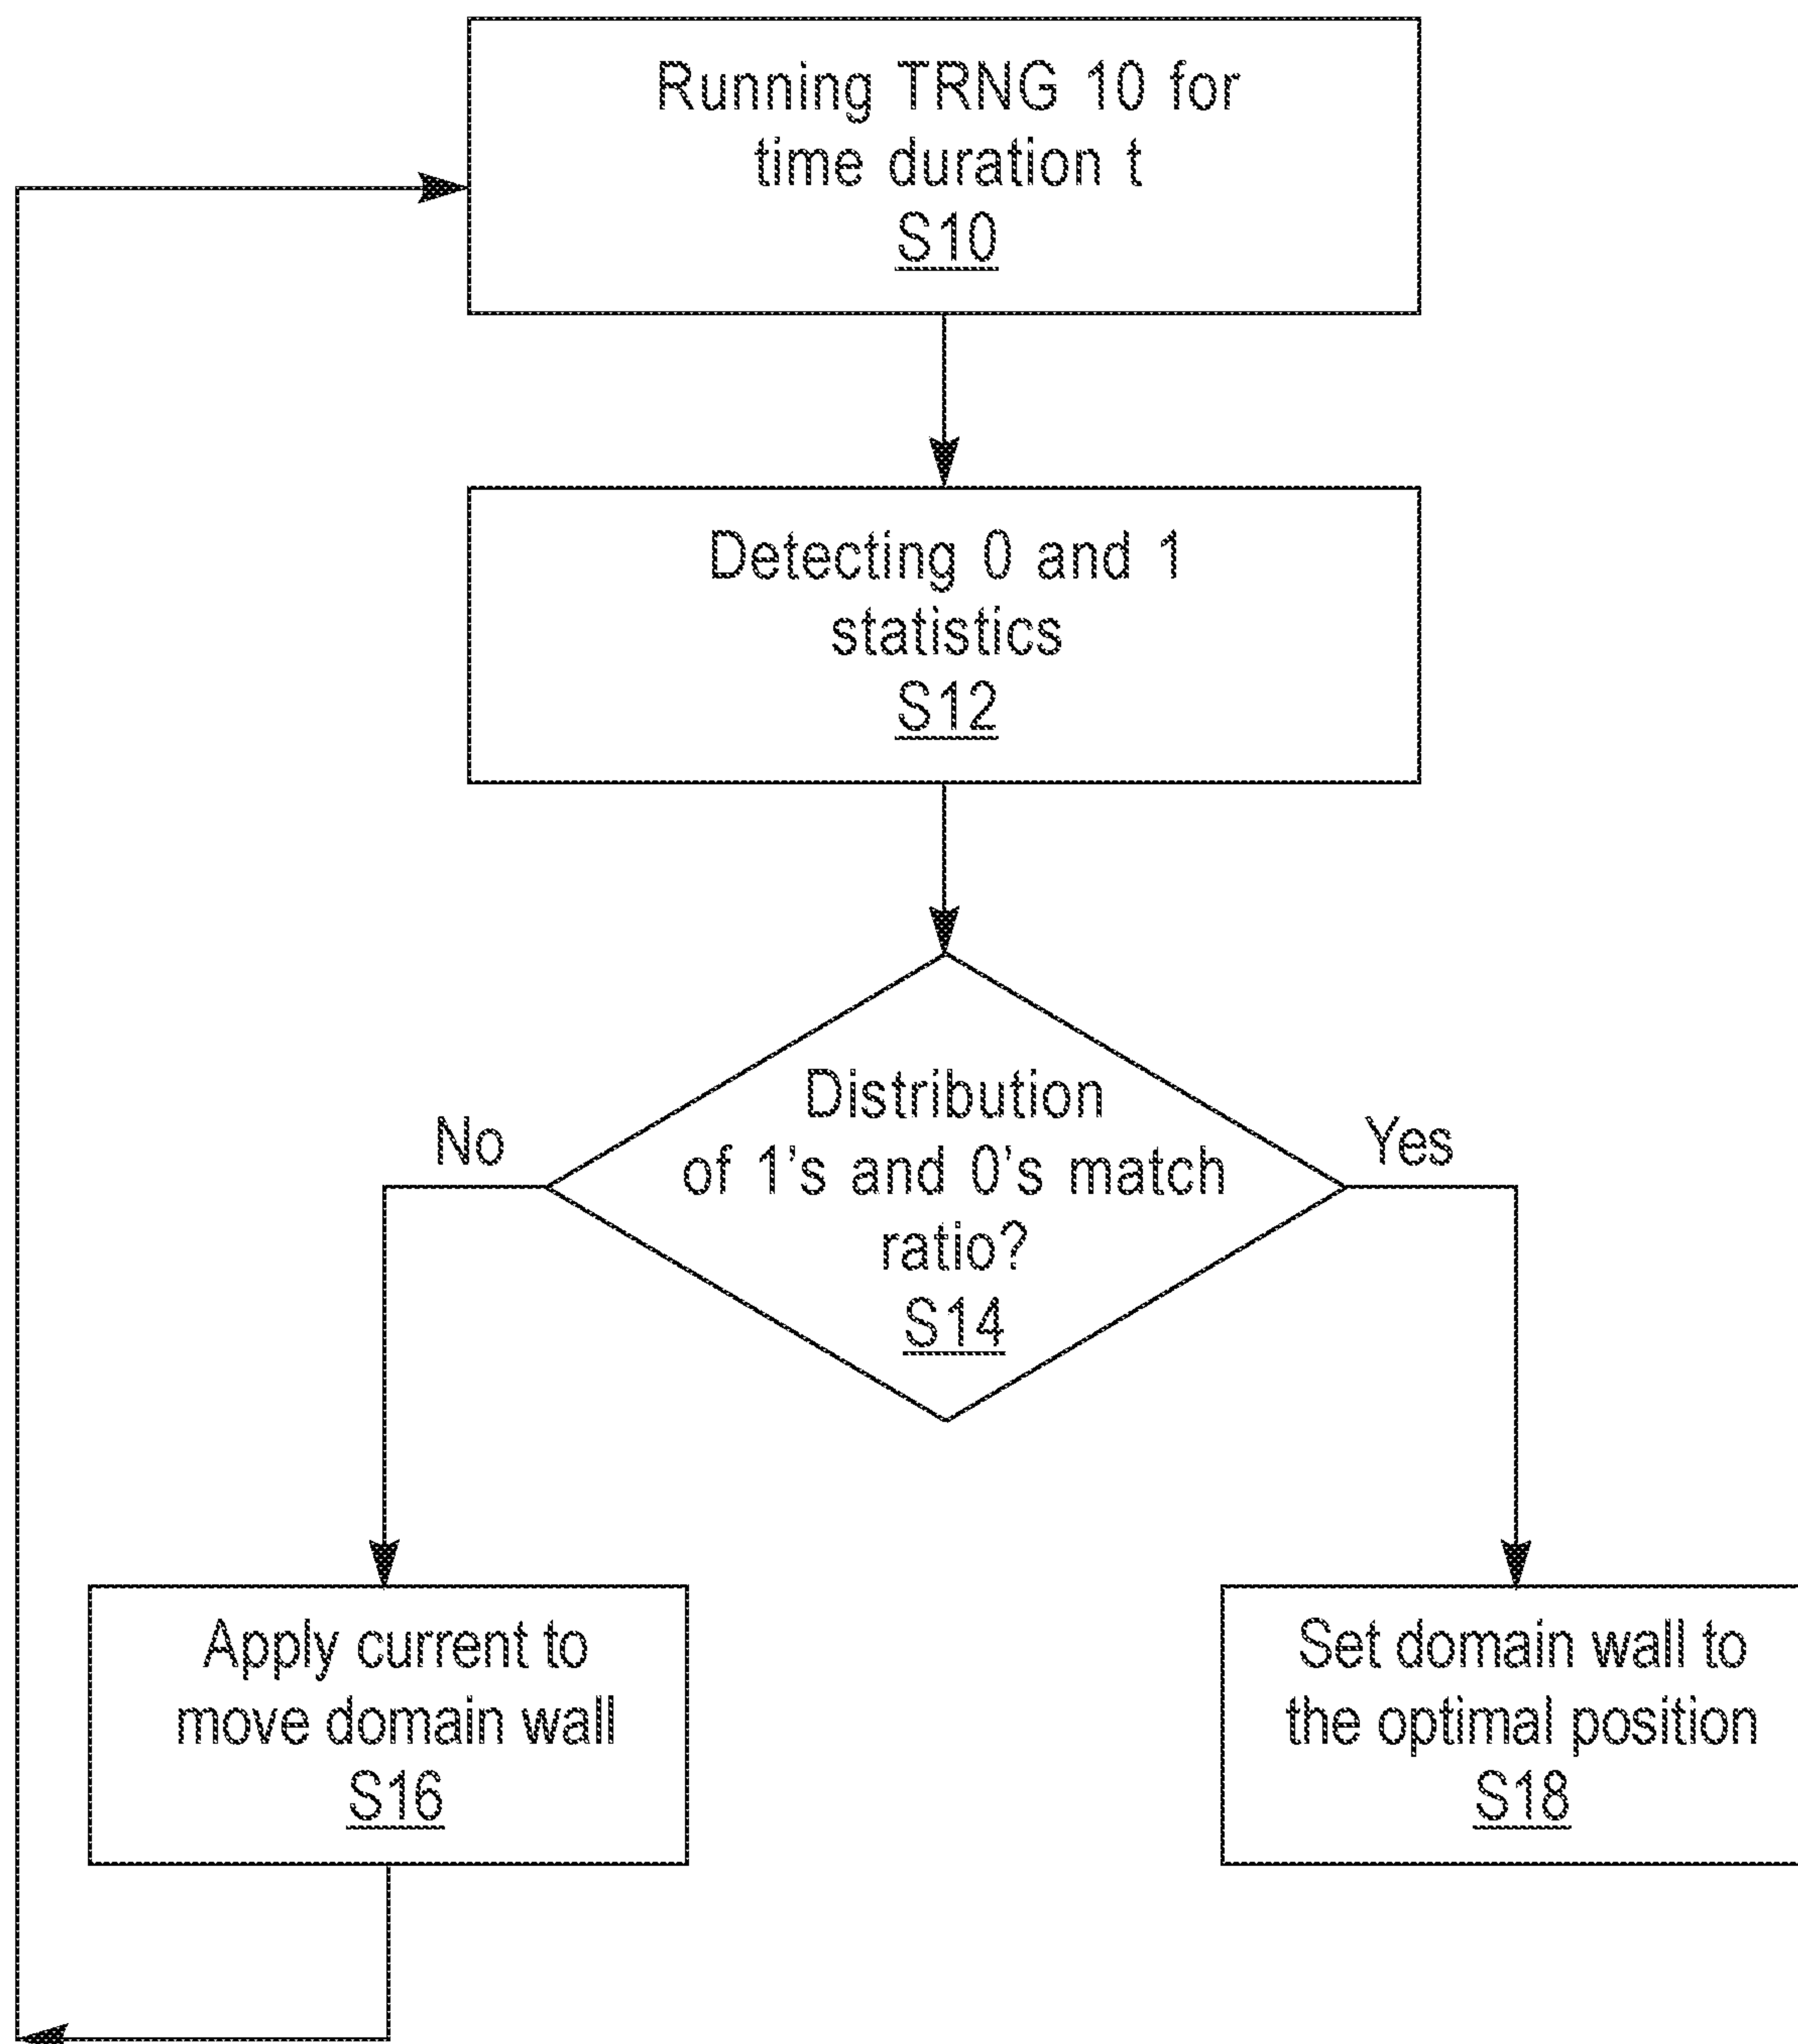 Running TRNG 10 for
time duration t
S10
Detecting 0 and 1
statistics
S12
Distribution
of 1's and 0's match
ratio?
S14
No
Yes
Apply current to
move domain wall
S16
Set domain wall to
the optimal position
S18